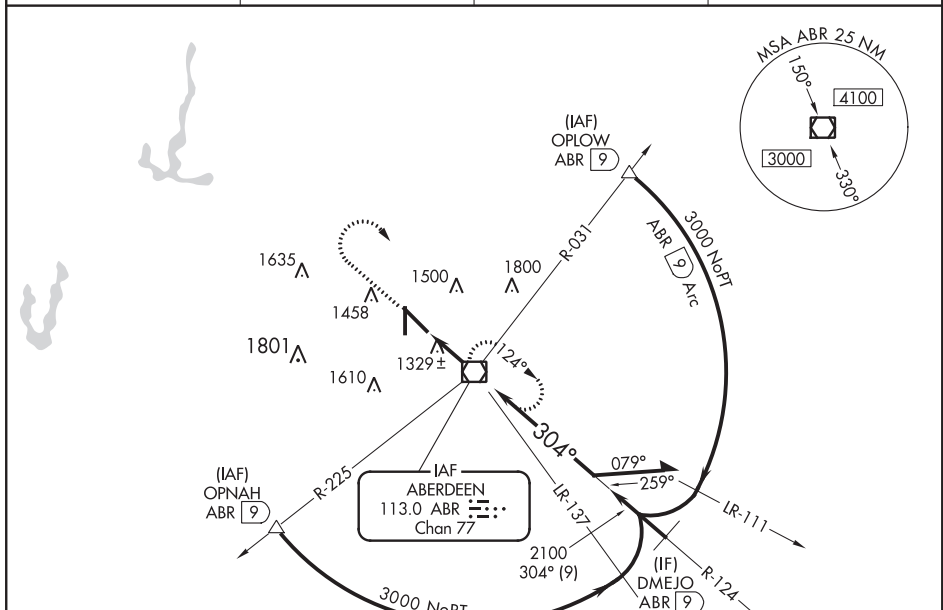 MSA ABR 25 NM
150°
4100
3000
330°
(IAF)
OPLOW
ABR 9
3000 NoPT
ABR 9 Arc
R-031
1635
1500
1800
1458
1801
1329 ±
1610
124°
304°
079°
259°
(IAF)
OPNAH
ABR 9
R-225
IAF
ABERDEEN
113.0 ABR
Chan 77
LR-137
LR-111
2100
304° (9)
(IF)
DMEJO
ABR 9
R-124
3000 NoPT